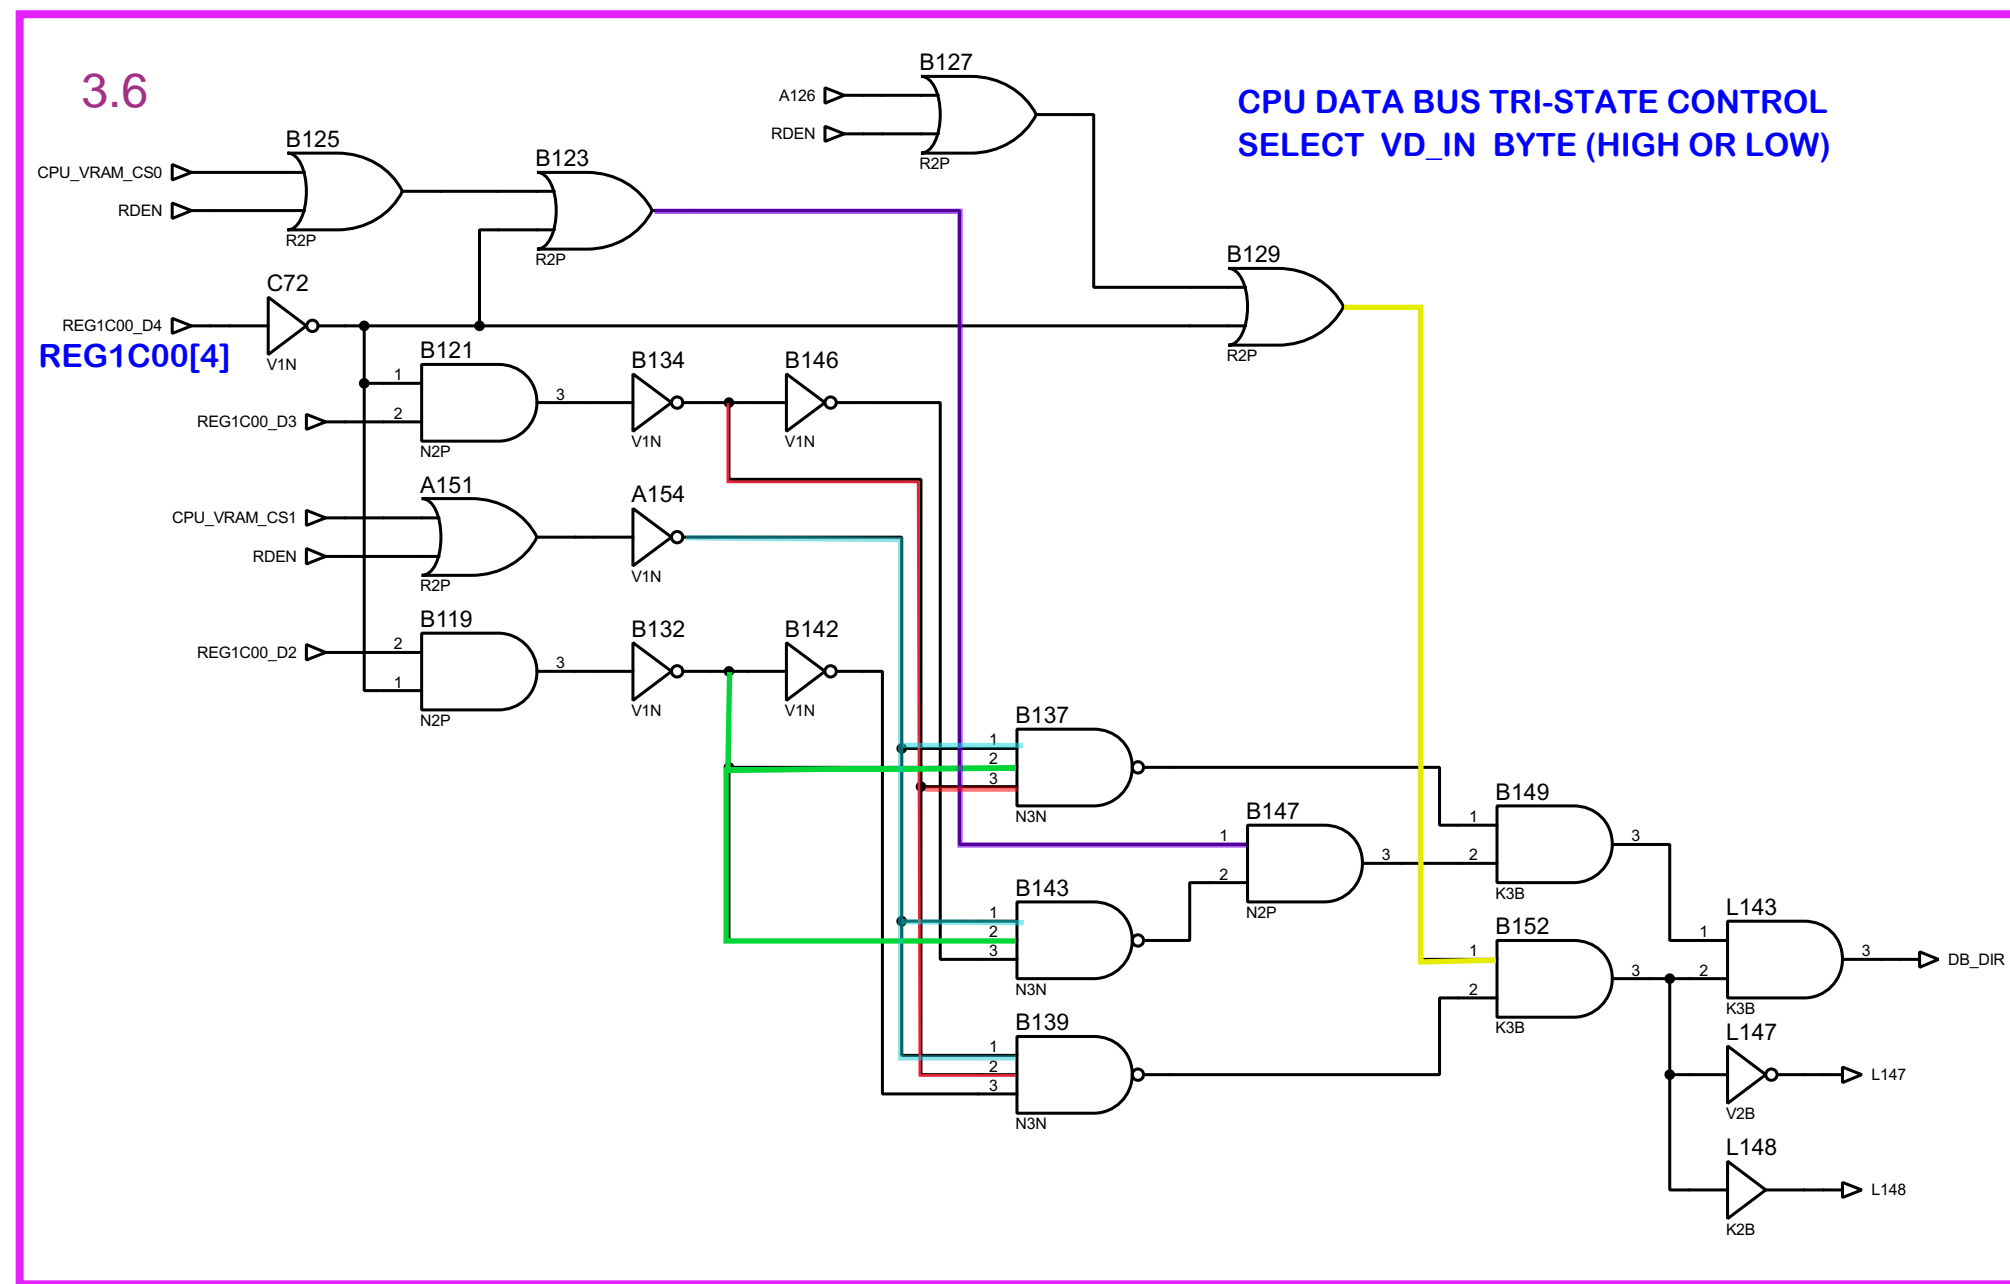 3.6
CPU DATA BUS TRI-STATE CONTROL
SELECT VD_IN BYTE (HIGH OR LOW)
B127
A126
RDEN
R2P
B125
CPU_VRAM_CS0
RDEN
R2P
B123
R2P
B129
R2P
C72
REG1C00_D4
REG1C00[4]
V1N
B121
1
2
3
REG1C00_D3
N2P
B134
V1N
B146
V1N
A151
CPU_VRAM_CS1
RDEN
R2P
A154
V1N
B119
REG1C00_D2
2
1
3
N2P
B132
V1N
B142
V1N
B137
1
2
3
N3N
B147
1
2
3
N2P
B149
1
2
3
K3B
B143
1
2
3
N3N
B152
1
2
3
K3B
L143
1
2
3
DB_DIR
K3B
B139
1
2
3
N3N
L147
L147
V2B
L148
L148
K2B